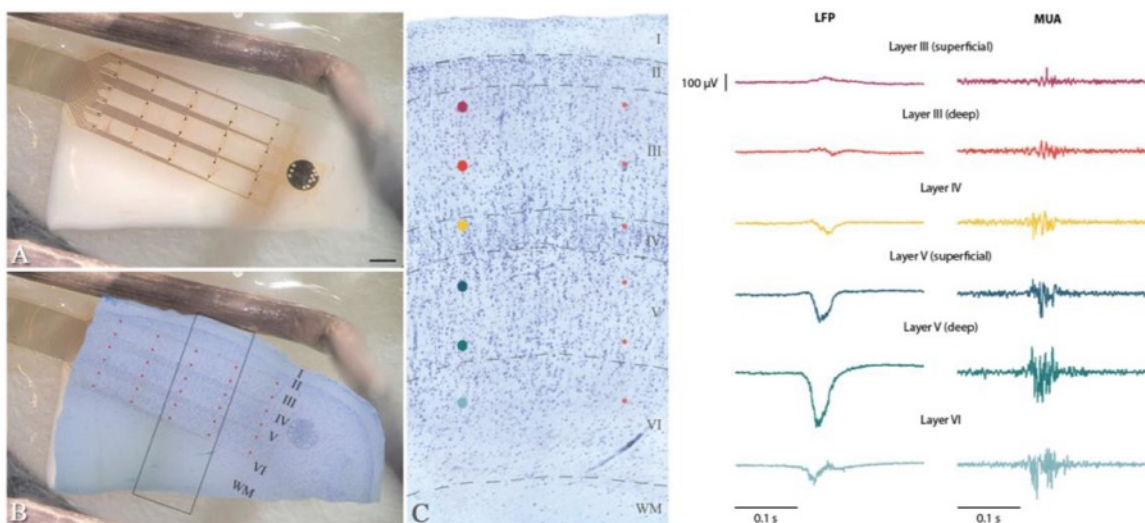 A
B
I
II
III
IV
V
VI
WM
C
I
II
III
IV
V
VI
WM
LFP
MUA
100 μV
Layer III (superficial)
Layer III (deep)
Layer IV
Layer V (superficial)
Layer V (deep)
Layer VI
0.1 s
0.1 s